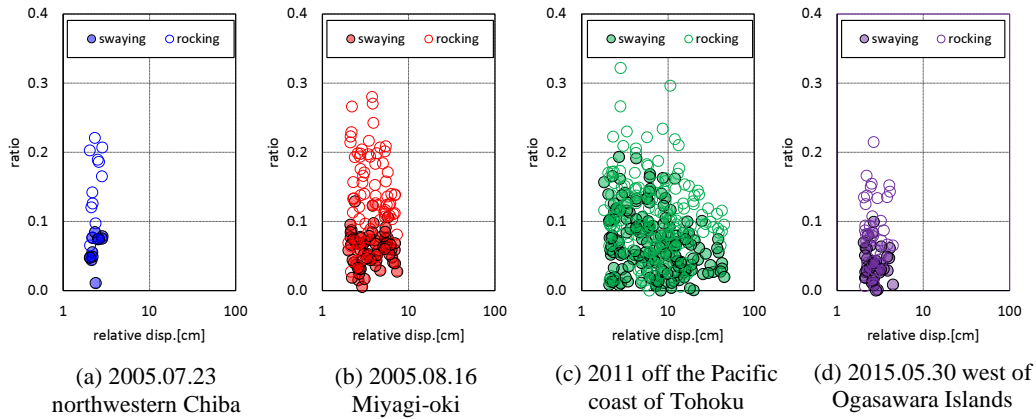 0.4
swaying rocking
0.3
ratio
0.2
0.1
0.0
1 10 100
relative disp.[cm]
(a) 2005.07.23
northwestern Chiba
0.4
swaying rocking
0.3
ratio
0.2
0.1
0.0
1 10 100
relative disp.[cm]
(b) 2005.08.16
Miyagi-oki
0.4
swaying rocking
0.3
ratio
0.2
0.1
0.0
1 10 100
relative disp.[cm]
(c) 2011 off the Pacific
coast of Tohoku
0.4
swaying rocking
0.3
ratio
0.2
0.1
0.0
1 10 100
relative disp.[cm]
(d) 2015.05.30 west of
Ogasawara Islands